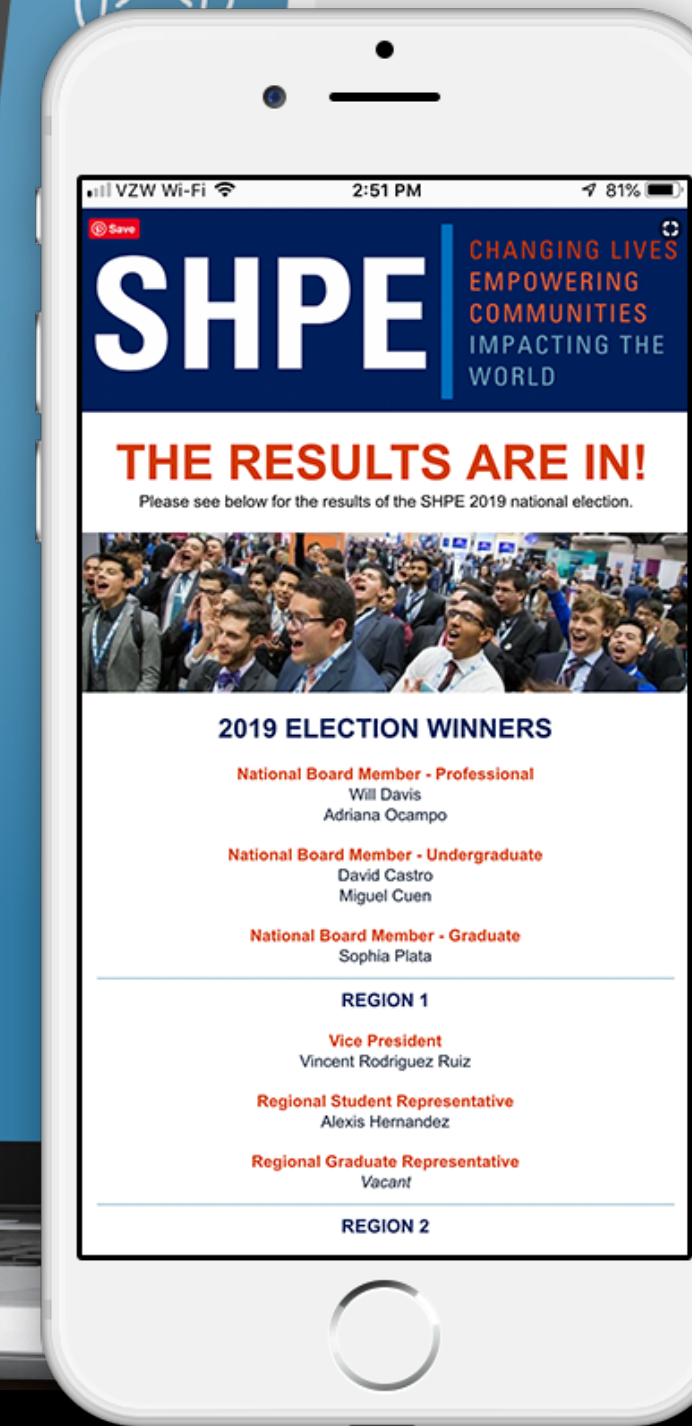 VZW Wi-Fi 2:51 PM 81%
Save
SHPE
CHANGING LIVES
EMPOWERING
COMMUNITIES
IMPACTING THE
WORLD
THE RESULTS ARE IN!
Please see below for the results of the SHPE 2019 national election.
2019 ELECTION WINNERS
National Board Member - Professional
Will Davis
Adriana Ocampo
National Board Member - Undergraduate
David Castro
Miguel Cuen
National Board Member - Graduate
Sophia Plata
REGION 1
Vice President
Vincent Rodriguez Ruiz
Regional Student Representative
Alexis Hernandez
Regional Graduate Representative
Vacant
REGION 2